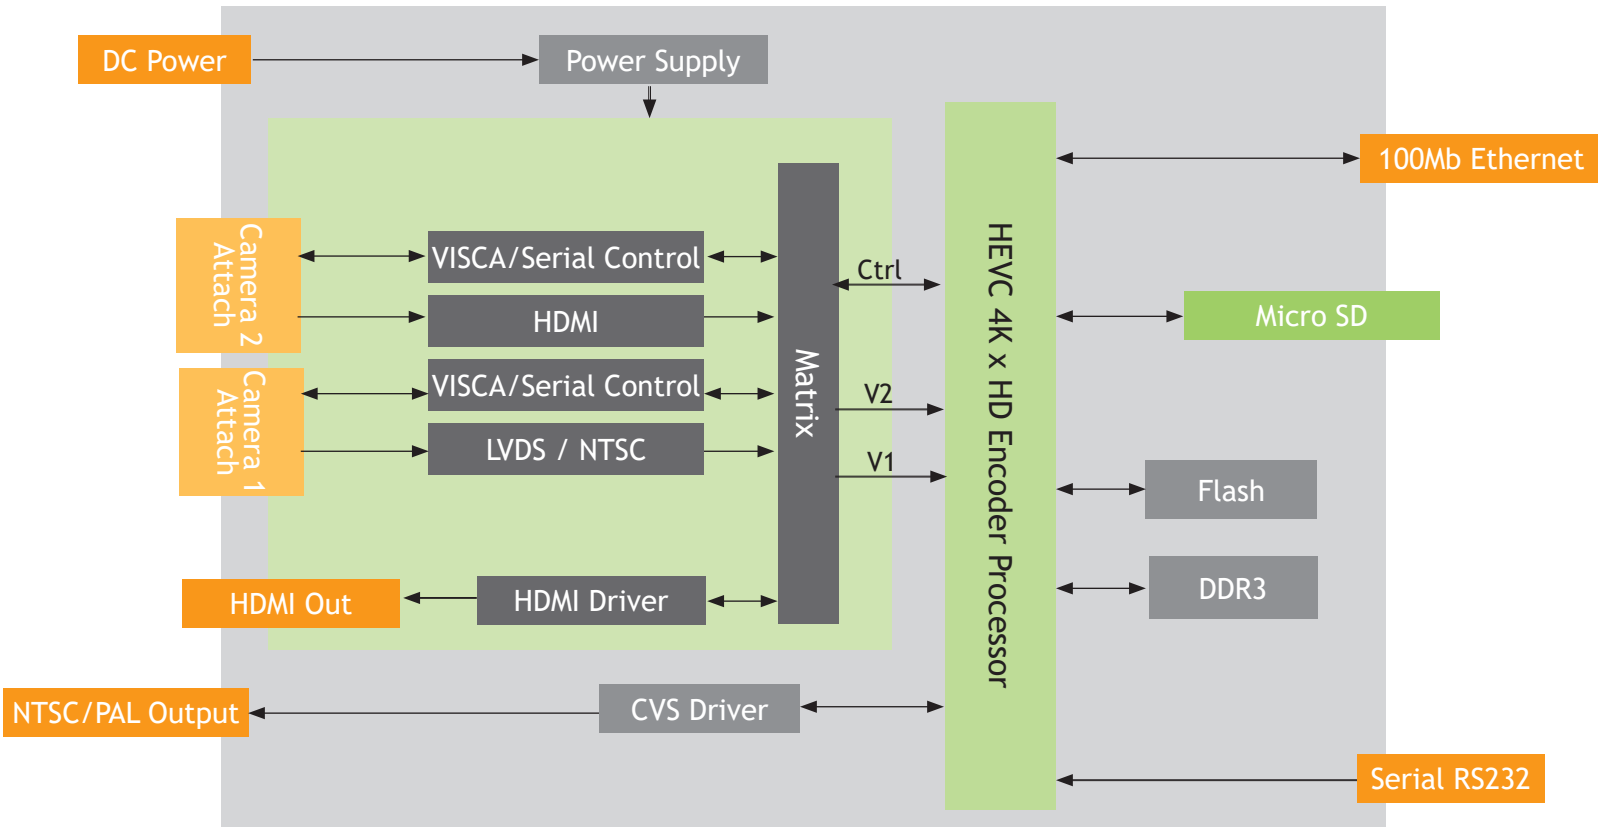 DC Power
Power Supply
100Mb Ethernet
Camera 2
Attach
VISCA/Serial Control
HDMI
Camera 1
Attach
VISCA/Serial Control
LVDS / NTSC
Matrix
Ctrl
V2
V1
HEVC 4K x HD Encoder Processor
Micro SD
Flash
DDR3
HDMI Out
HDMI Driver
NTSC/PAL Output
CVS Driver
Serial RS232